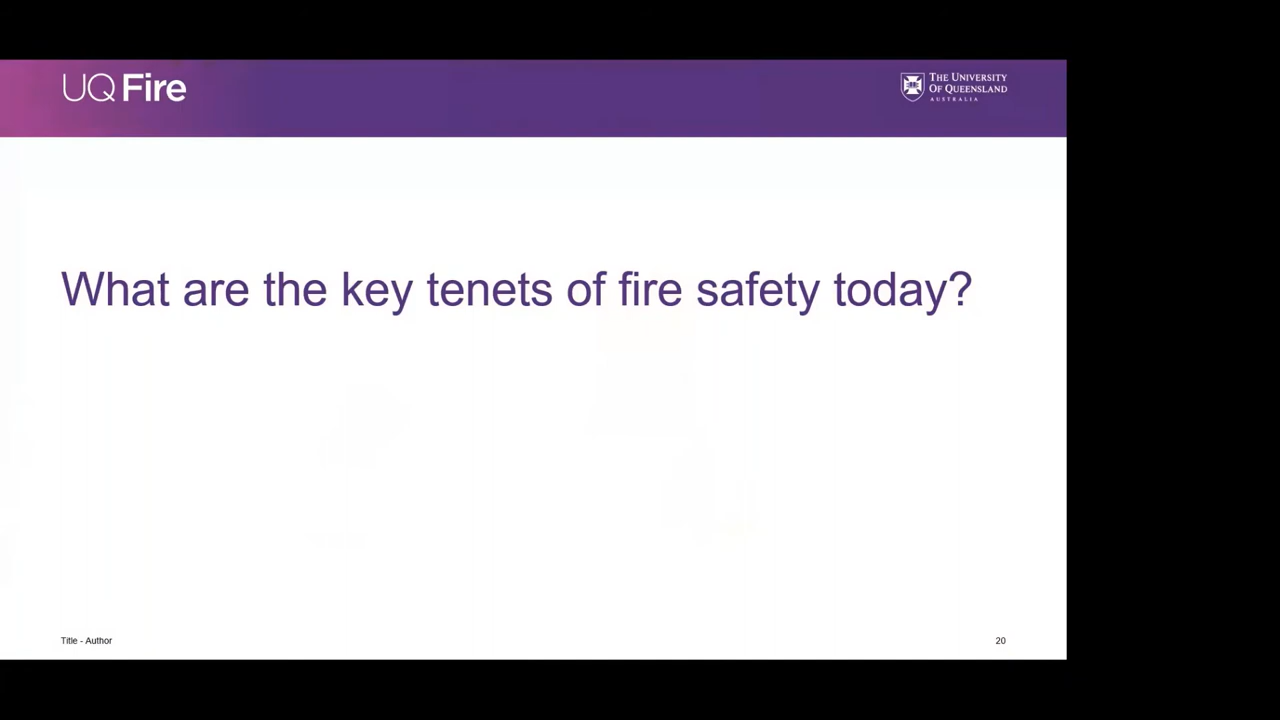 UQ Fire
THE UNIVERSITY
OF QUEENSLAND
AUSTRALIA
What are the key tenets of fire safety today?
Title - Author
20